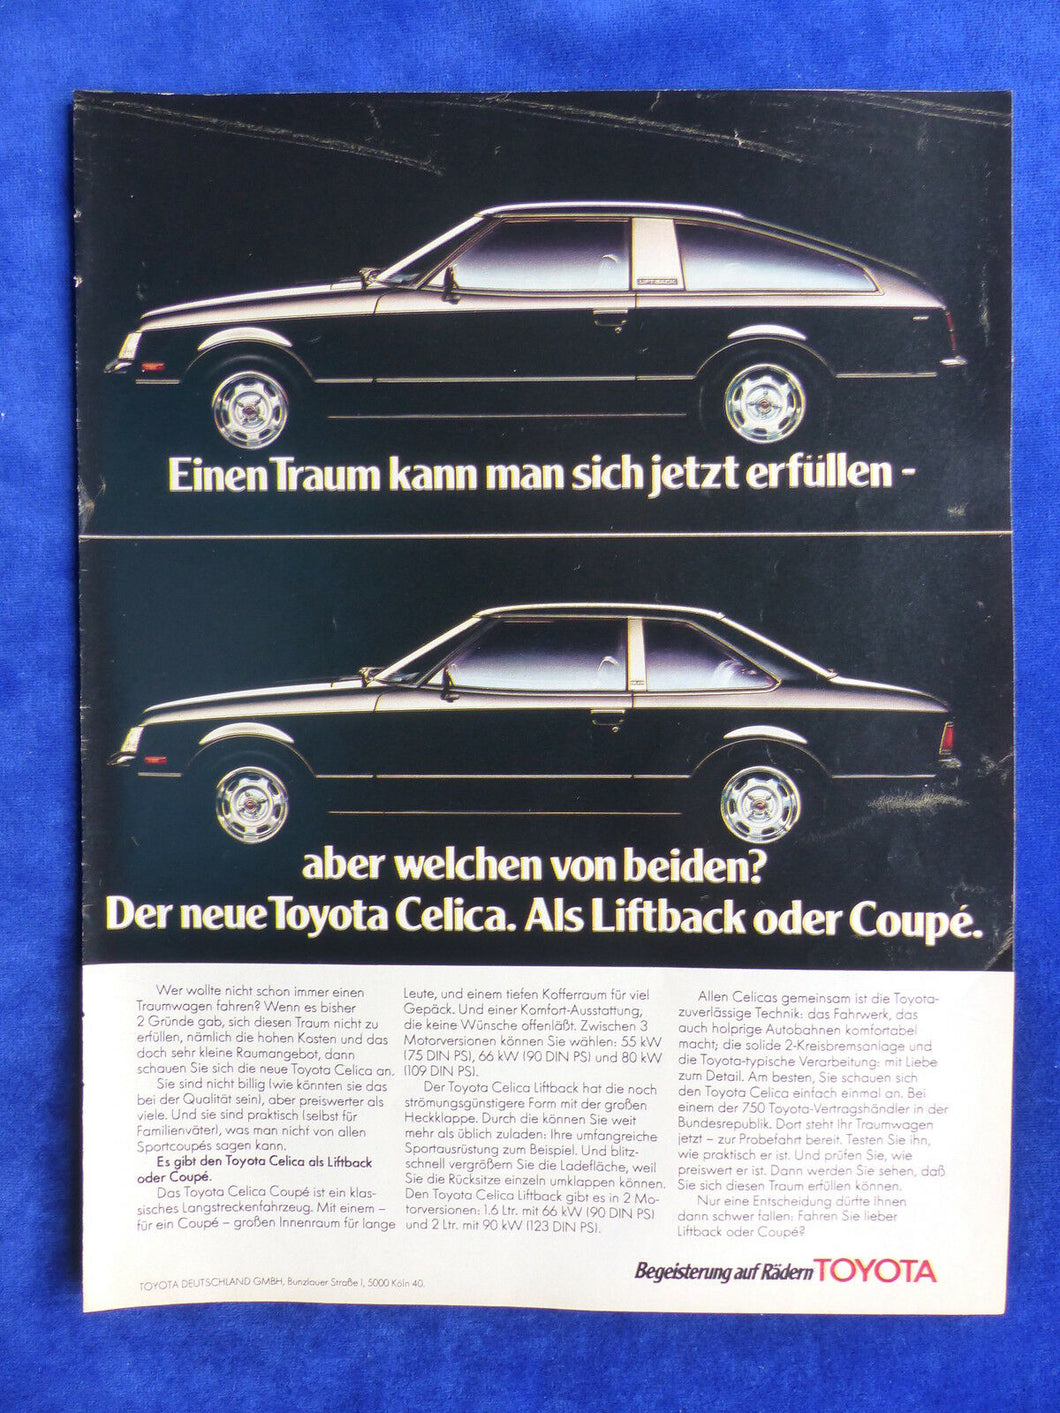 LIFTBACK
Einen Traum kann man sich jetzt erfüllen -
aber welchen von beiden?
Der neue Toyota Celica. Als Liftback oder Coupé.
Wer wollte nicht schon immer einen
Traumwagen fahren? Wenn es bisher
2 Gründe gab, sich diesen Traum nicht zu
erfüllen, nämlich die hohen Kosten und das
doch sehr kleine Raumangebot, dann
schauen Sie sich die neue Toyota Celica an.
Sie sind nicht billig (wie könnten sie das
bei der Qualität sein), aber preiswerter als
viele. Und sie sind praktisch (selbst für
Familienväter), was man nicht von allen
Sportcoupés sagen kann.
Es gibt den Toyota Celica als Liftback
oder Coupé.
Das Toyota Celica Coupé ist ein klas-
sisches Langstreckenfahrzeug. Mit einem –
für ein Coupé – großen Innenraum für lange
Leute, und einem tiefen Kofferraum für viel
Gepäck. Und einer Komfort-Ausstattung,
die keine Wünsche offenläßt. Zwischen 3
Motorversionen können Sie wählen: 55 kW
(75 DIN PS), 66 kW (90 DIN PS) und 80 kW
(109 DIN PS).
Der Toyota Celica Liftback hat die noch
strömungsgünstigere Form mit der großen
Heckklappe. Durch die können Sie weit
mehr als üblich zuladen: Ihre umfangreiche
Sportausrüstung zum Beispiel. Und blitz-
schnell vergrößern Sie die Ladefläche, weil
Sie die Rücksitze einzeln umklappen können.
Den Toyota Celica Liftback gibt es in 2 Mo-
torversionen: 1.6 Ltr. mit 66 kW (90 DIN PS)
und 2 Ltr. mit 90 kW (123 DIN PS).
Allen Celicas gemeinsam ist die Toyota-
zuverlässige Technik: das Fahrwerk, das
auch holprige Autobahnen komfortabel
macht; die solide 2-Kreisbremsanlage und
die Toyota-typische Verarbeitung: mit Liebe
zum Detail. Am besten, Sie schauen sich
den Toyota Celica einfach einmal an. Bei
einem der 750 Toyota-Vertragshändler in der
Bundesrepublik. Dort steht Ihr Traumwagen
jetzt – zur Probefahrt bereit. Testen Sie ihn,
wie praktisch er ist. Und prüfen Sie, wie
preiswert er ist. Dann werden Sie sehen, daß
Sie sich diesen Traum erfüllen können.
Nur eine Entscheidung dürfte Ihnen
dann schwer fallen: Fahren Sie lieber
Liftback oder Coupé?
Begeisterung auf Rädern TOYOTA
TOYOTA DEUTSCHLAND GMBH, Bunzlauer Straße 1, 5000 Köln 40.